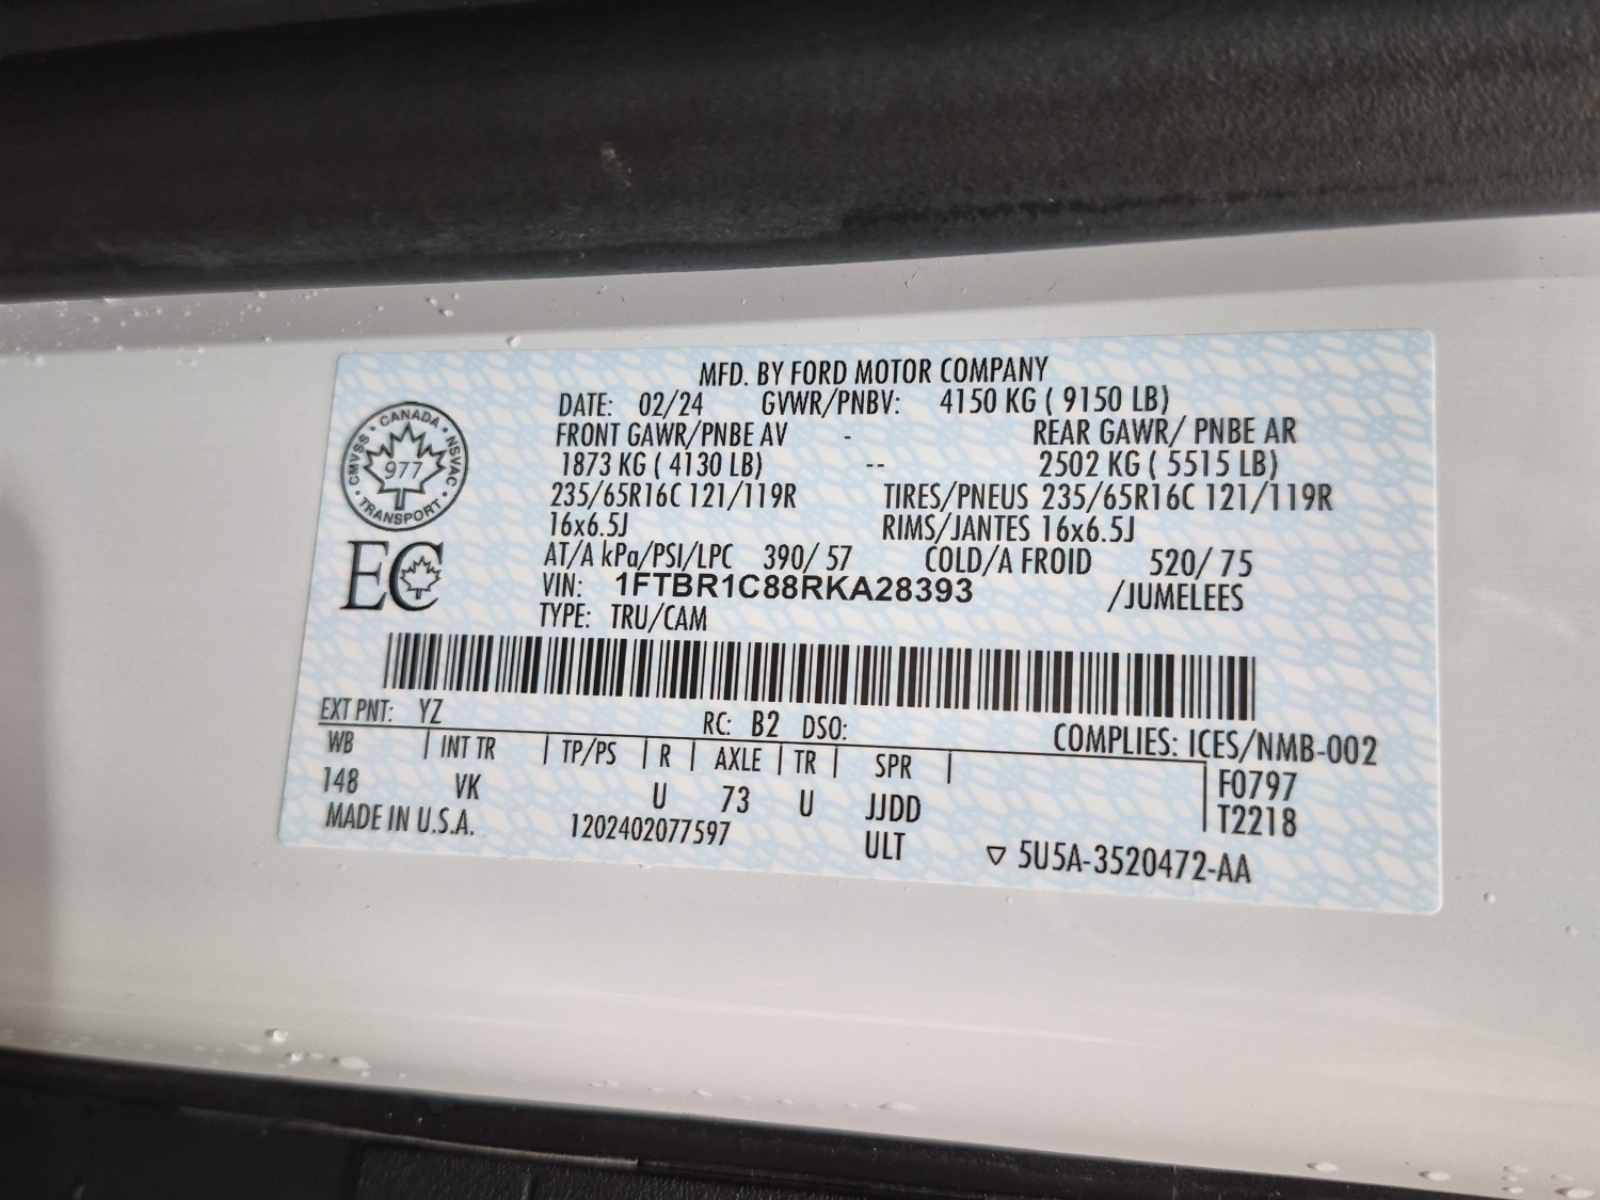 MFD. BY FORD MOTOR COMPANY
DATE: 02/24 GVWR/PNBV: 4150 KG ( 9150 LB)
FRONT GAWR/PNBE AV - REAR GAWR/ PNBE AR
1873 KG ( 4130 LB) -- 2502 KG ( 5515 LB)
235/65R16C 121/119R TIRES/PNEUS 235/65R16C 121/119R
16x6.5J RIMS/JANTES 16x6.5J
AT/A kPa/PSI/LPC 390/ 57 COLD/A FROID 520/ 75
VIN: 1FTBR1C88RKA28393 /JUMELEES
TYPE: TRU/CAM
CANADA · NSVAC · TRANSPORT · CMVSS ·
977
EC
EXT PNT: YZ RC: B2 DSO: COMPLIES: ICES/NMB-002
WB | INT TR | TP/PS | R | AXLE | TR | SPR | F0797
148 VK U 73 U JJDD T2218
MADE IN U.S.A. 1202402077597 ULT ▽ 5U5A-3520472-AA